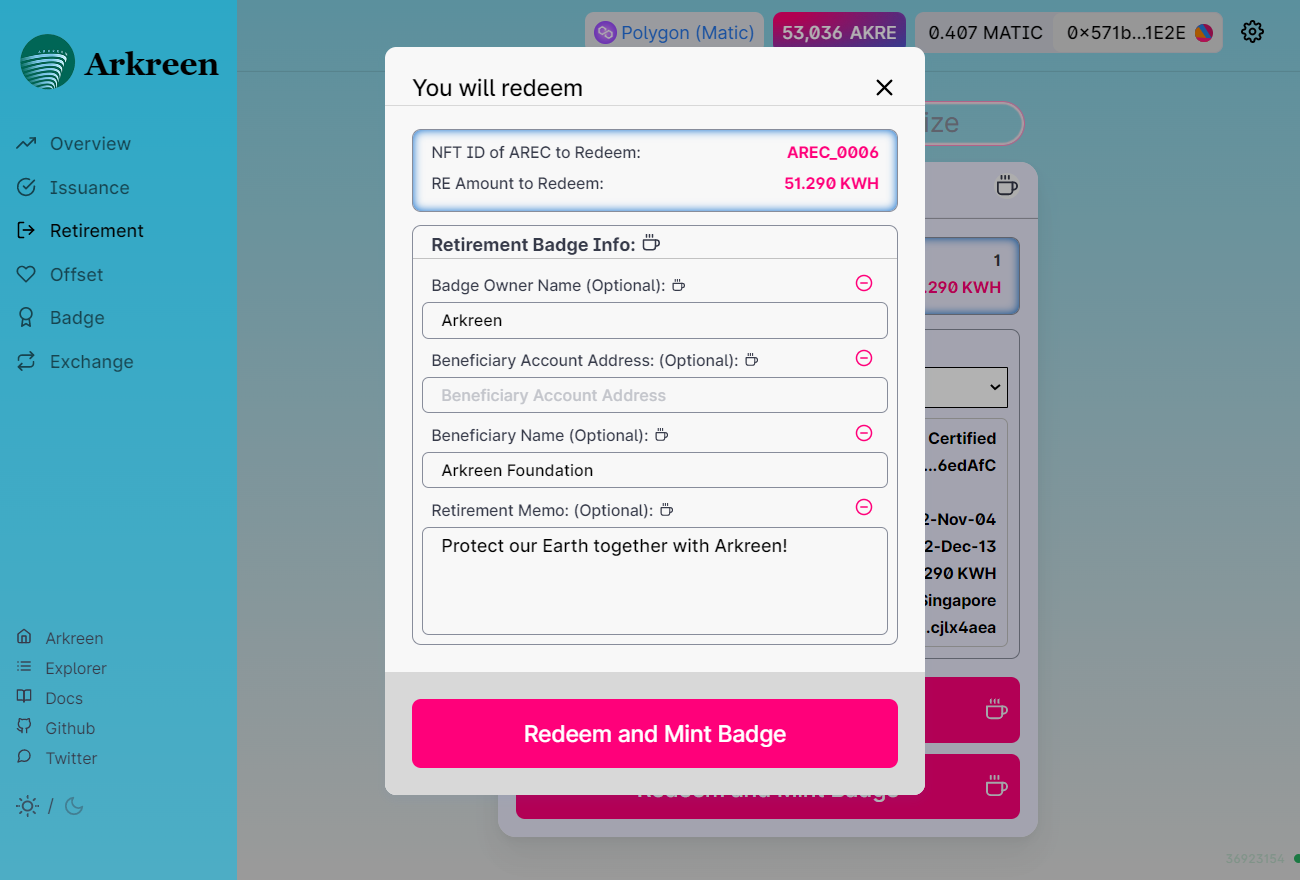 Polygon (Matic)
53,036 AKRE
0.407 MATIC
0x571b...1E2E
Arkreen
Overview
Issuance
Retirement
Offset
Badge
Exchange
Arkreen
Explorer
Docs
Github
Twitter
/
You will redeem
NFT ID of AREC to Redeem: AREC_0006
RE Amount to Redeem: 51.290 KWH
Retirement Badge Info:
Badge Owner Name (Optional):
Arkreen
Beneficiary Account Address: (Optional):
Beneficiary Account Address
Beneficiary Name (Optional):
Arkreen Foundation
Retirement Memo: (Optional):
Protect our Earth together with Arkreen!
Redeem and Mint Badge
ize
1
.290 KWH
Certified
...6edAfC
2-Nov-04
2-Dec-13
290 KWH
Singapore
.cjlx4aea
Redeem and Mint Badge
36923154